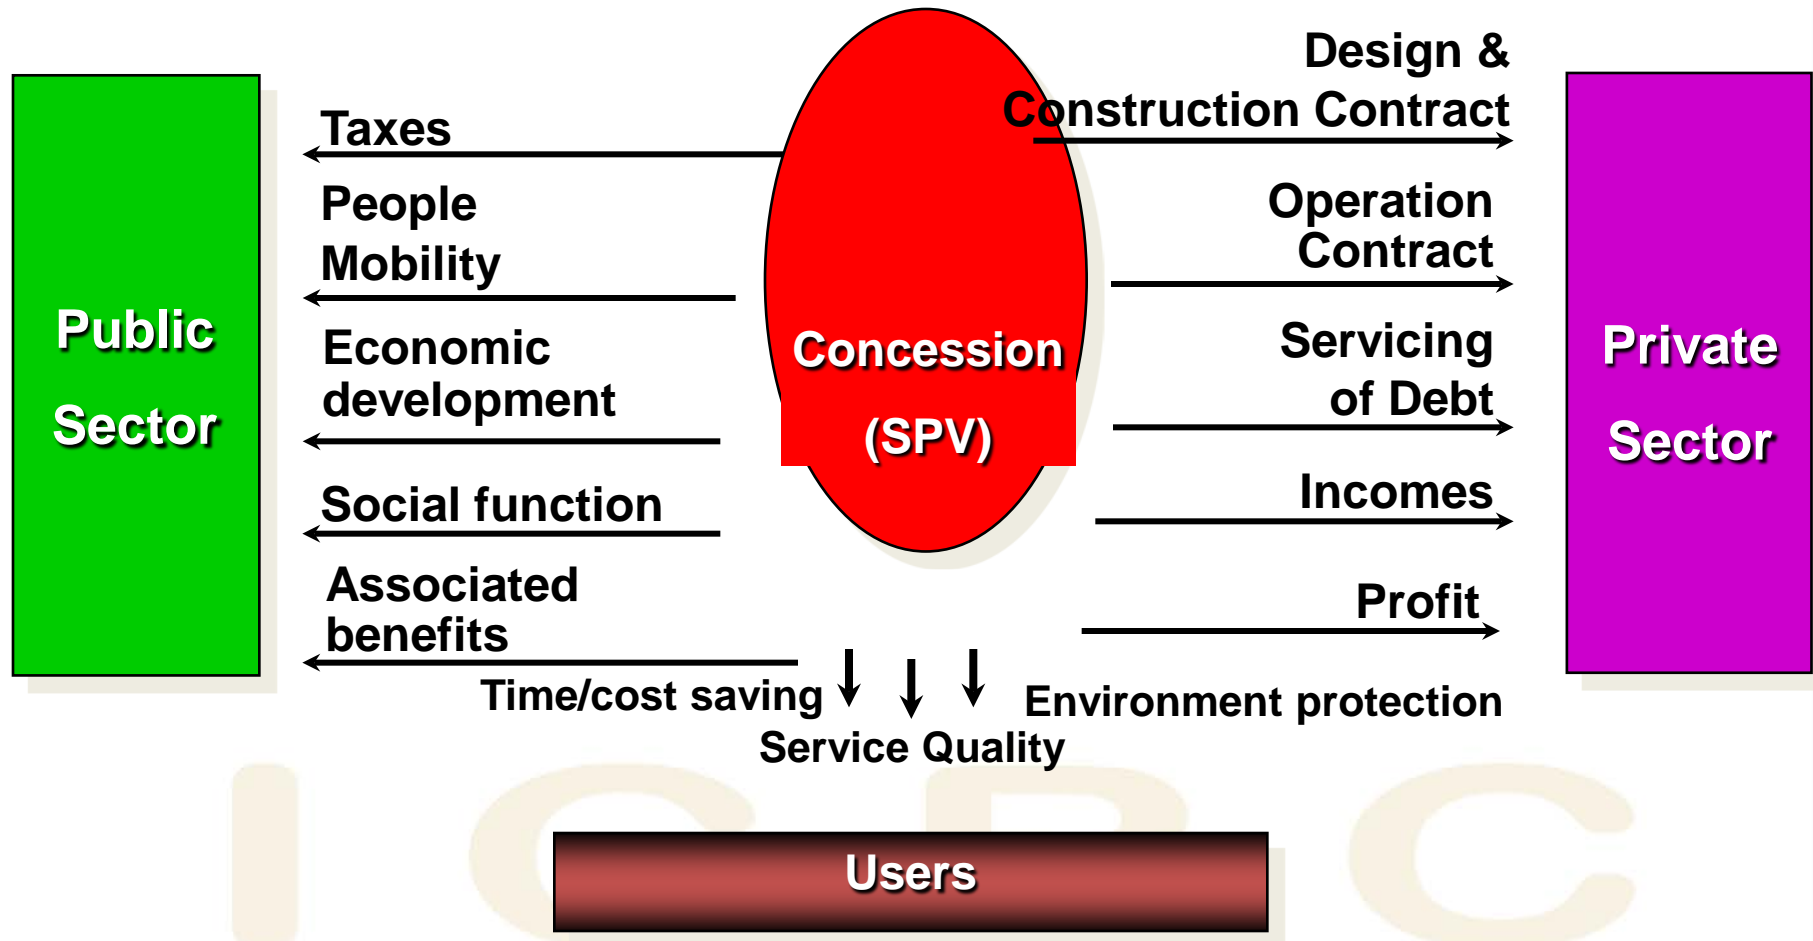 Public
Sector
Taxes
People
Mobility
Economic
development
Social function
Associated
benefits
Concession
(SPV)
Design &
Construction Contract
Operation
Contract
Servicing
of Debt
Incomes
Profit
Private
Sector
Time/cost saving
Service Quality
Environment protection
Users